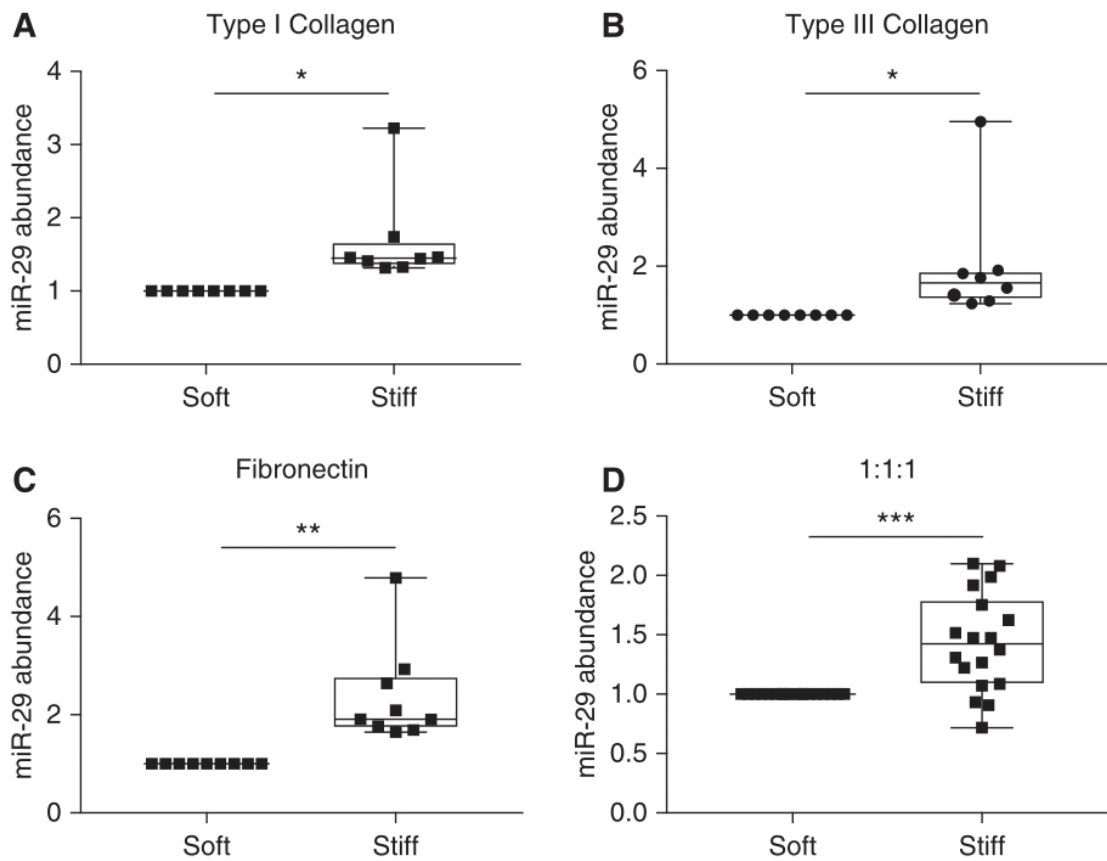 A
Type I Collagen
*
miR-29 abundance
4
3
2
1
0
Soft
Stiff
B
Type III Collagen
*
miR-29 abundance
6
4
2
0
Soft
Stiff
C
Fibronectin
**
miR-29 abundance
6
4
2
0
Soft
Stiff
D
1:1:1
***
miR-29 abundance
2.5
2.0
1.5
1.0
0.5
0.0
Soft
Stiff